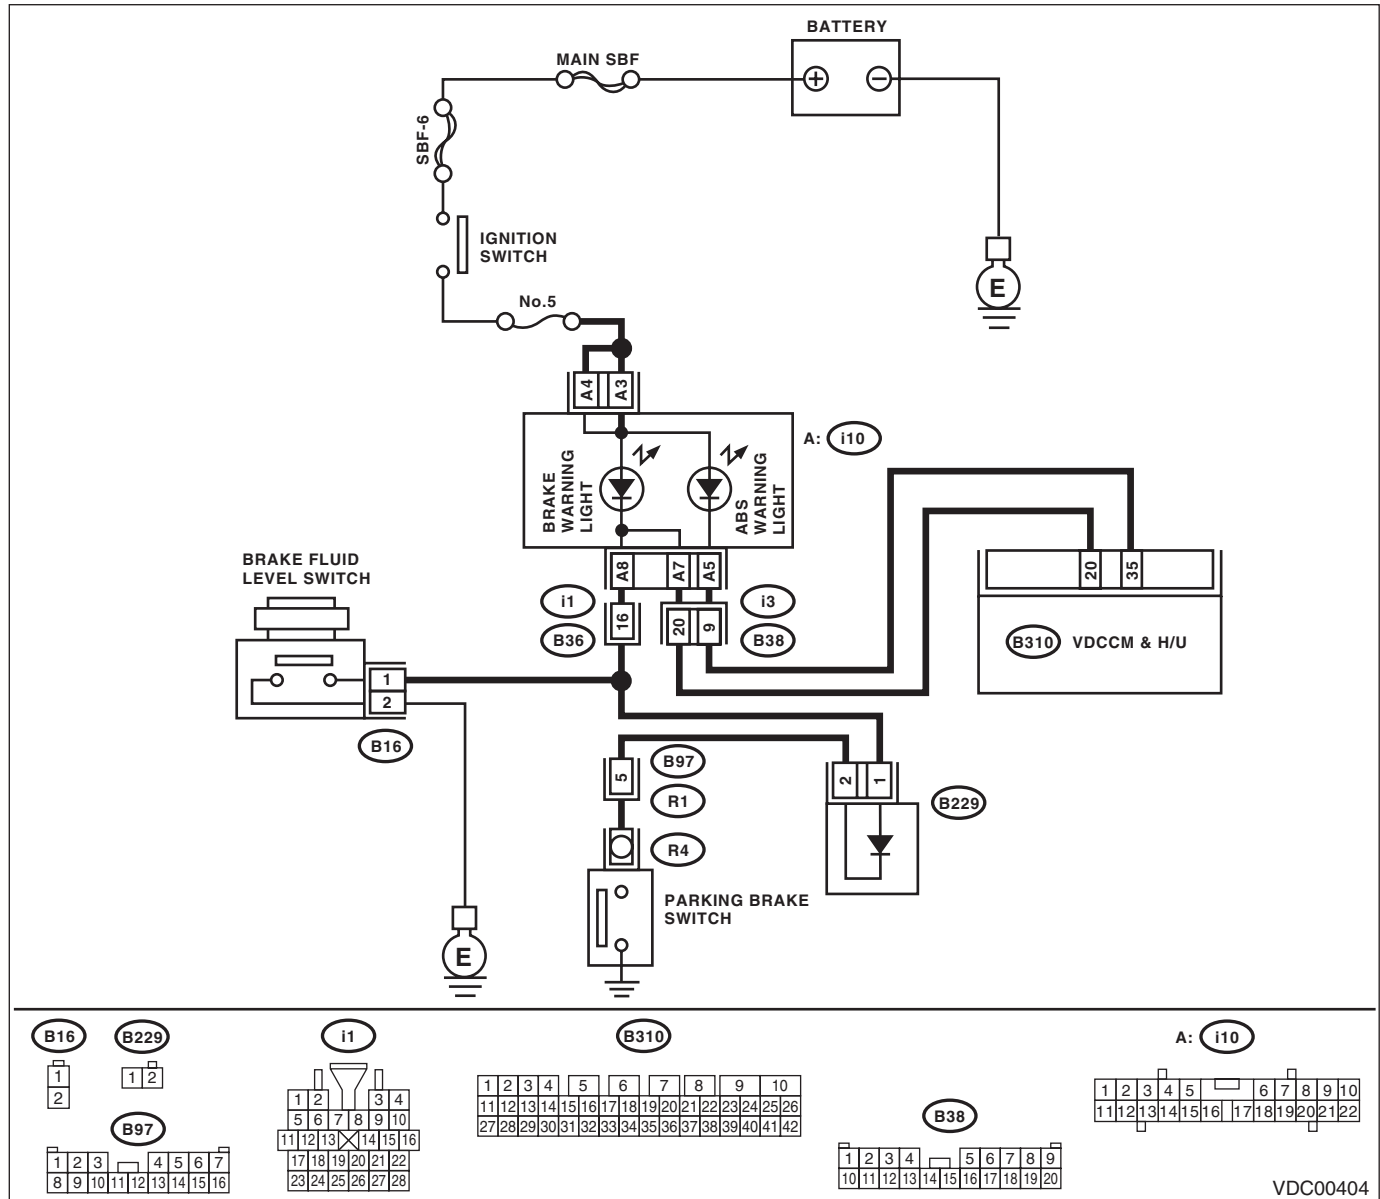 BATTERY
MAIN SBF
+
−
SBF-6
IGNITION
SWITCH
E
No.5
A4
A3
A: i10
BRAKE
WARNING
LIGHT
ABS
WARNING
LIGHT
BRAKE FLUID
LEVEL SWITCH
A8
A7
A5
20
35
i1
16
20
9
i3
B36
B38
B310
VDCCM & H/U
1
2
B16
5
B97
R1
2
1
B229
R4
PARKING BRAKE
SWITCH
E
B16
1
2
B229
1 2
B97
1 2 3 4 5 6 7
8 9 10 11 12 13 14 15 16
i1
1 2 3 4
5 6 7 8 9 10
11 12 13 14 15 16
17 18 19 20 21 22
23 24 25 26 27 28
B310
1 2 3 4 5 6 7 8 9 10
11 12 13 14 15 16 17 18 19 20 21 22 23 24 25 26
27 28 29 30 31 32 33 34 35 36 37 38 39 40 41 42
B38
1 2 3 4 5 6 7 8 9
10 11 12 13 14 15 16 17 18 19 20
A: i10
1 2 3 4 5 6 7 8 9 10
11 12 13 14 15 16 17 18 19 20 21 22
VDC00404